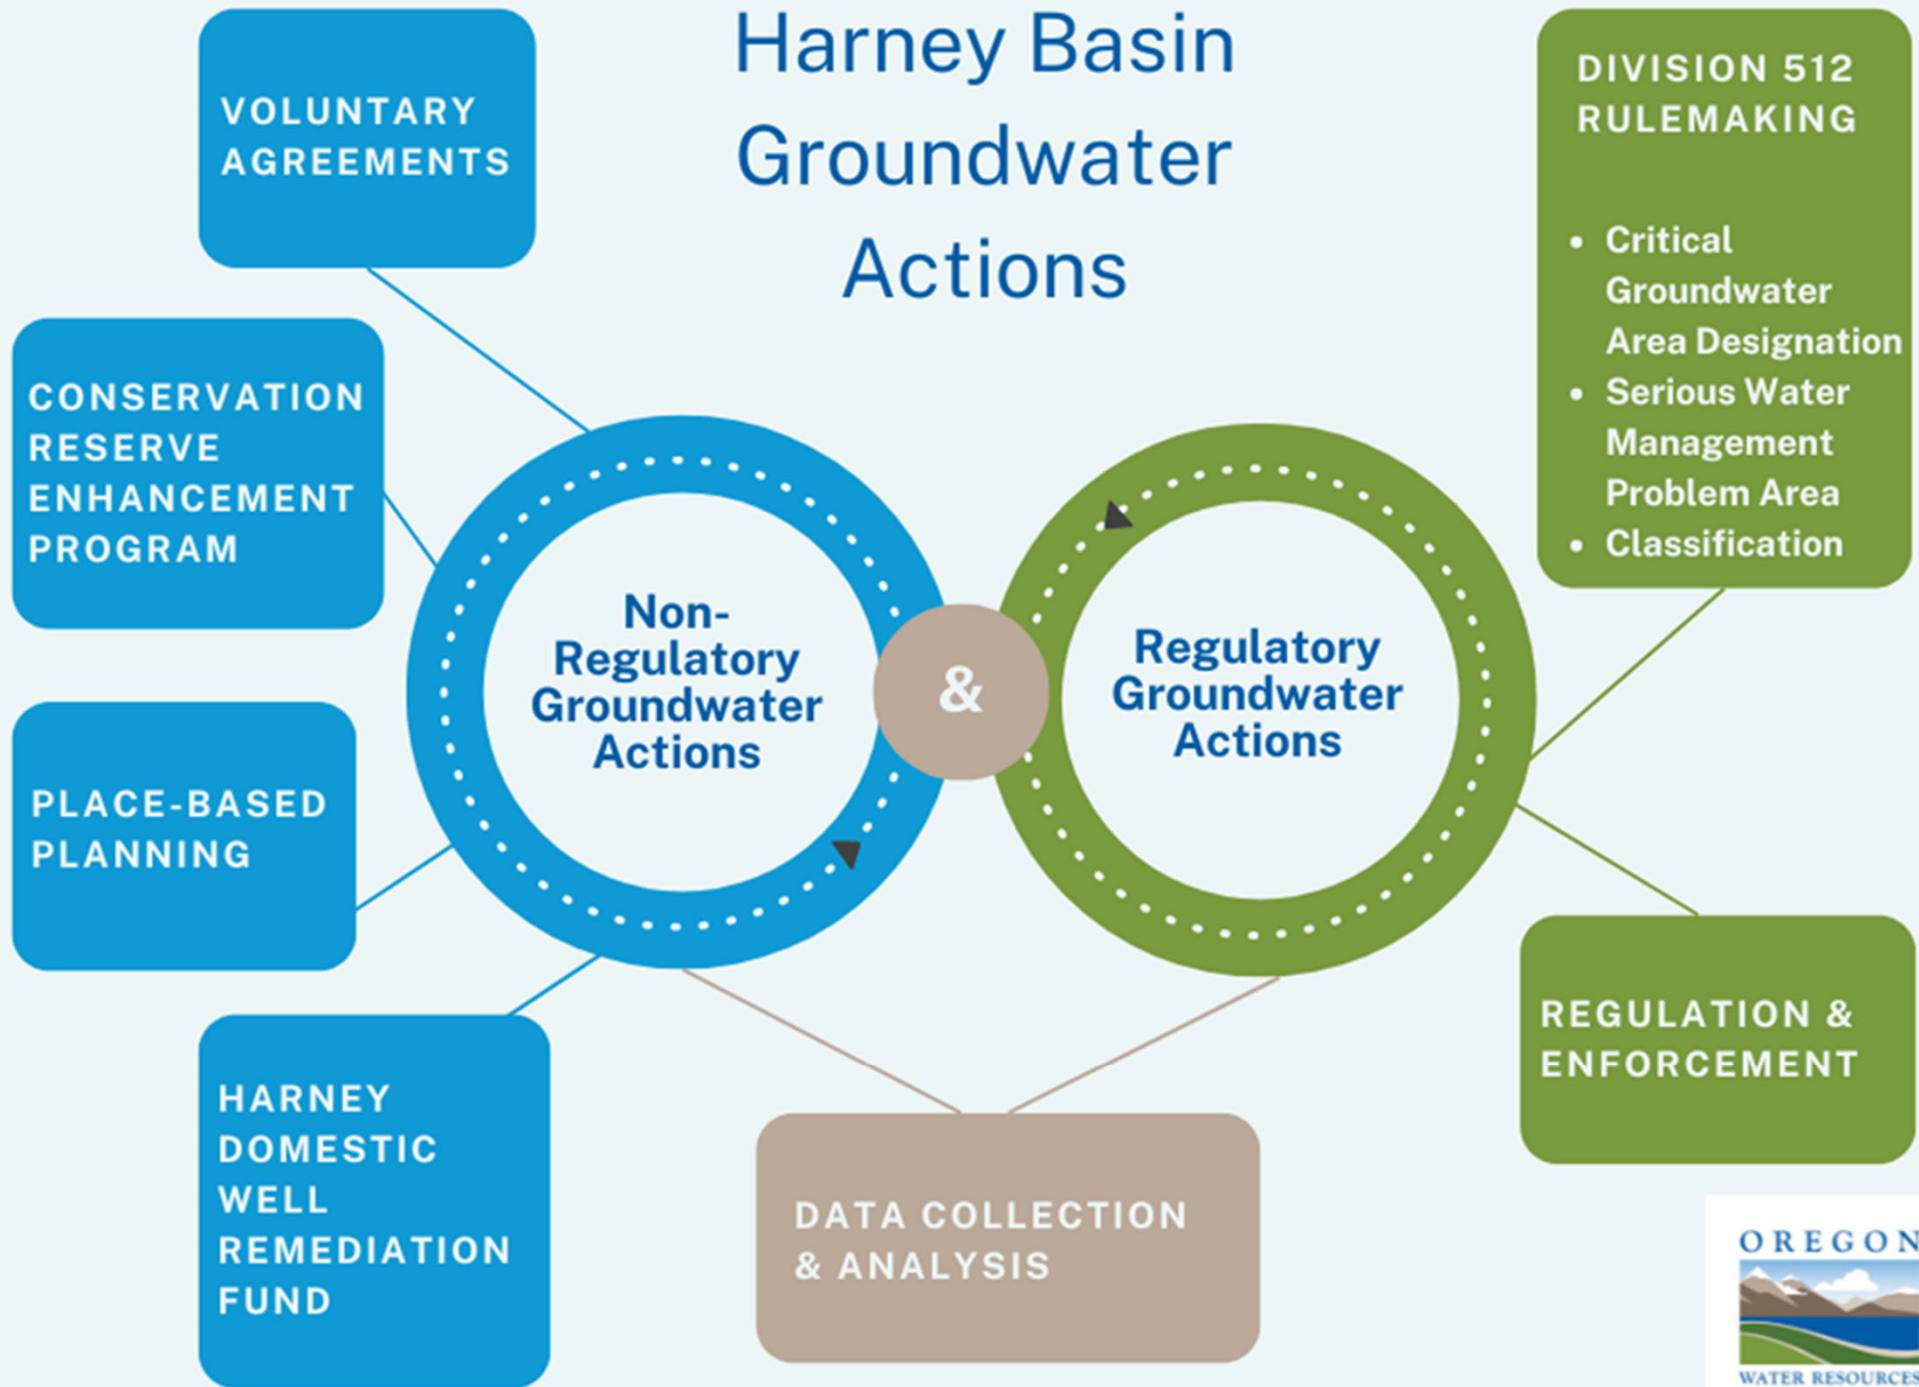 Harney Basin
Groundwater
Actions
VOLUNTARY
AGREEMENTS
CONSERVATION
RESERVE
ENHANCEMENT
PROGRAM
PLACE-BASED
PLANNING
HARNEY
DOMESTIC
WELL
REMEDIATION
FUND
Non-
Regulatory
Groundwater
Actions
&
Regulatory
Groundwater
Actions
DIVISION 512
RULEMAKING
• Critical
Groundwater
Area Designation
• Serious Water
Management
Problem Area
• Classification
REGULATION &
ENFORCEMENT
DATA COLLECTION
& ANALYSIS
OREGON
WATER RESOURCES